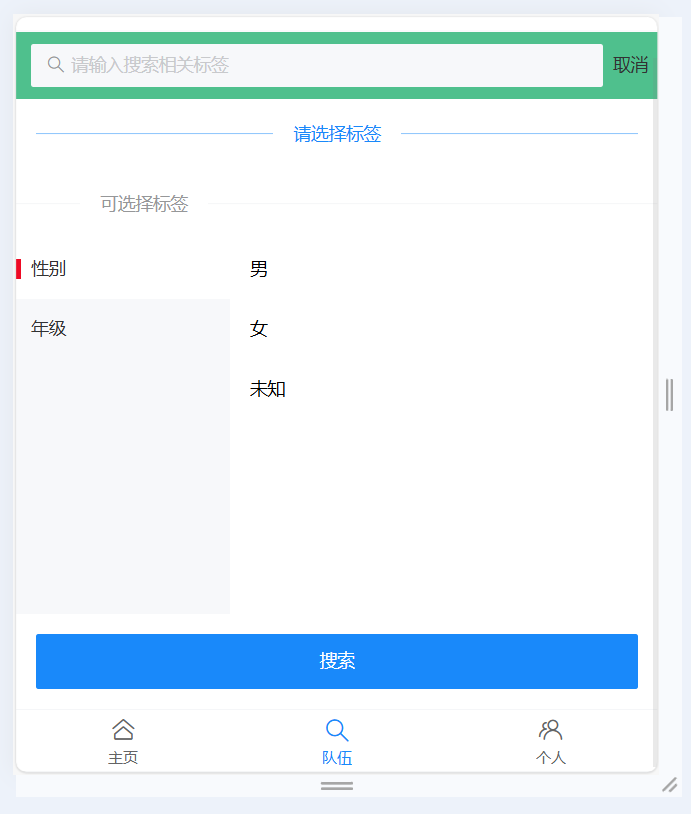 请输入搜索相关标签 取消
请选择标签
可选择标签
性别 男
年级 女
未知
搜索
主页 队伍 个人